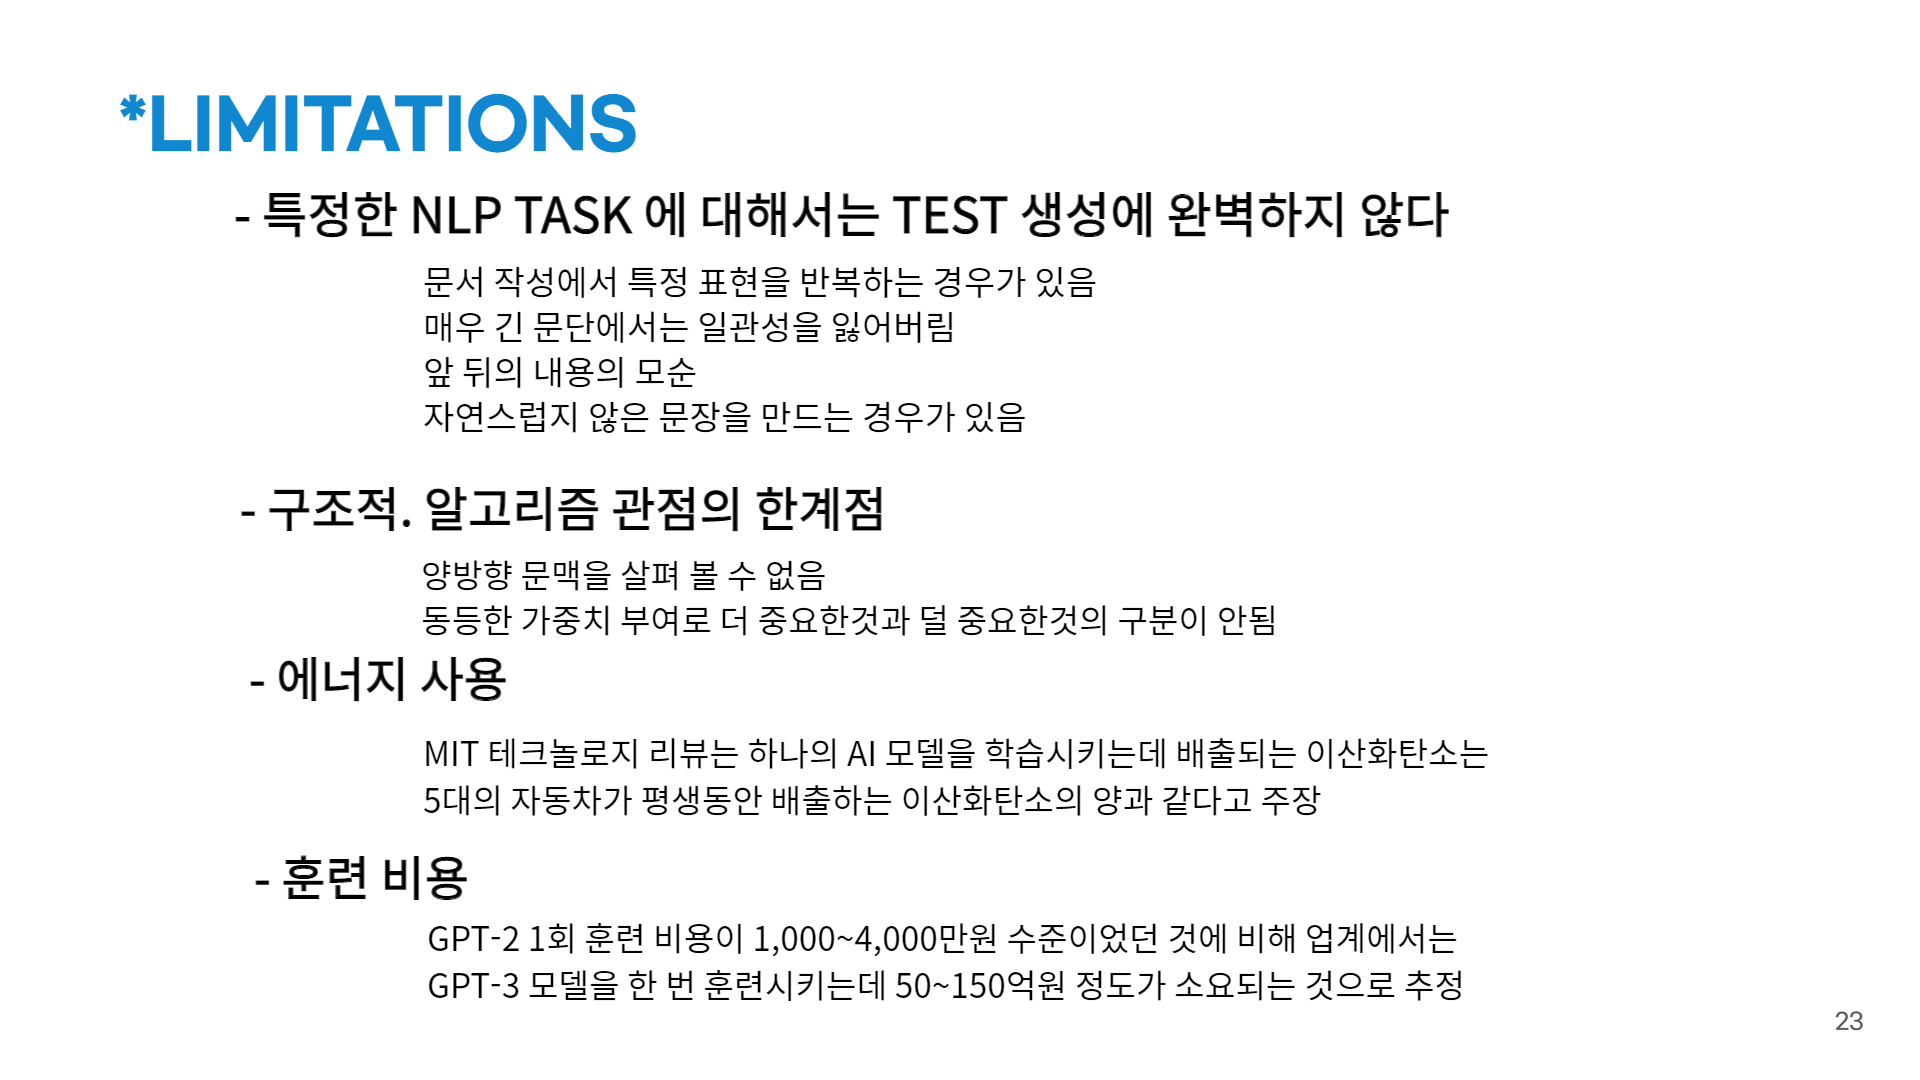 *LIMITATIONS
- 특정한 NLP TASK 에 대해서는 TEST 생성에 완벽하지 않다
문서 작성에서 특정 표현을 반복하는 경우가 있음
매우 긴 문단에서는 일관성을 잃어버림
앞 뒤의 내용의 모순
자연스럽지 않은 문장을 만드는 경우가 있음
- 구조적. 알고리즘 관점의 한계점
양방향 문맥을 살펴 볼 수 없음
동등한 가중치 부여로 더 중요한것과 덜 중요한것의 구분이 안됨
- 에너지 사용
MIT 테크놀로지 리뷰는 하나의 AI 모델을 학습시키는데 배출되는 이산화탄소는
5대의 자동차가 평생동안 배출하는 이산화탄소의 양과 같다고 주장
- 훈련 비용
GPT-2 1회 훈련 비용이 1,000~4,000만원 수준이었던 것에 비해 업계에서는
GPT-3 모델을 한 번 훈련시키는데 50~150억원 정도가 소요되는 것으로 추정
23